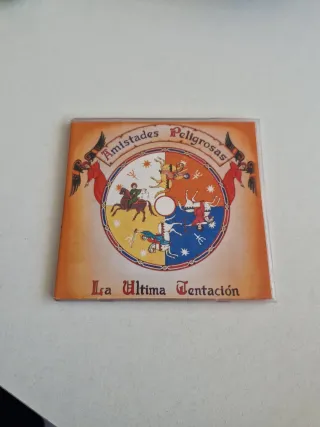 Amistades Peligrosas
La Ultima Tentación